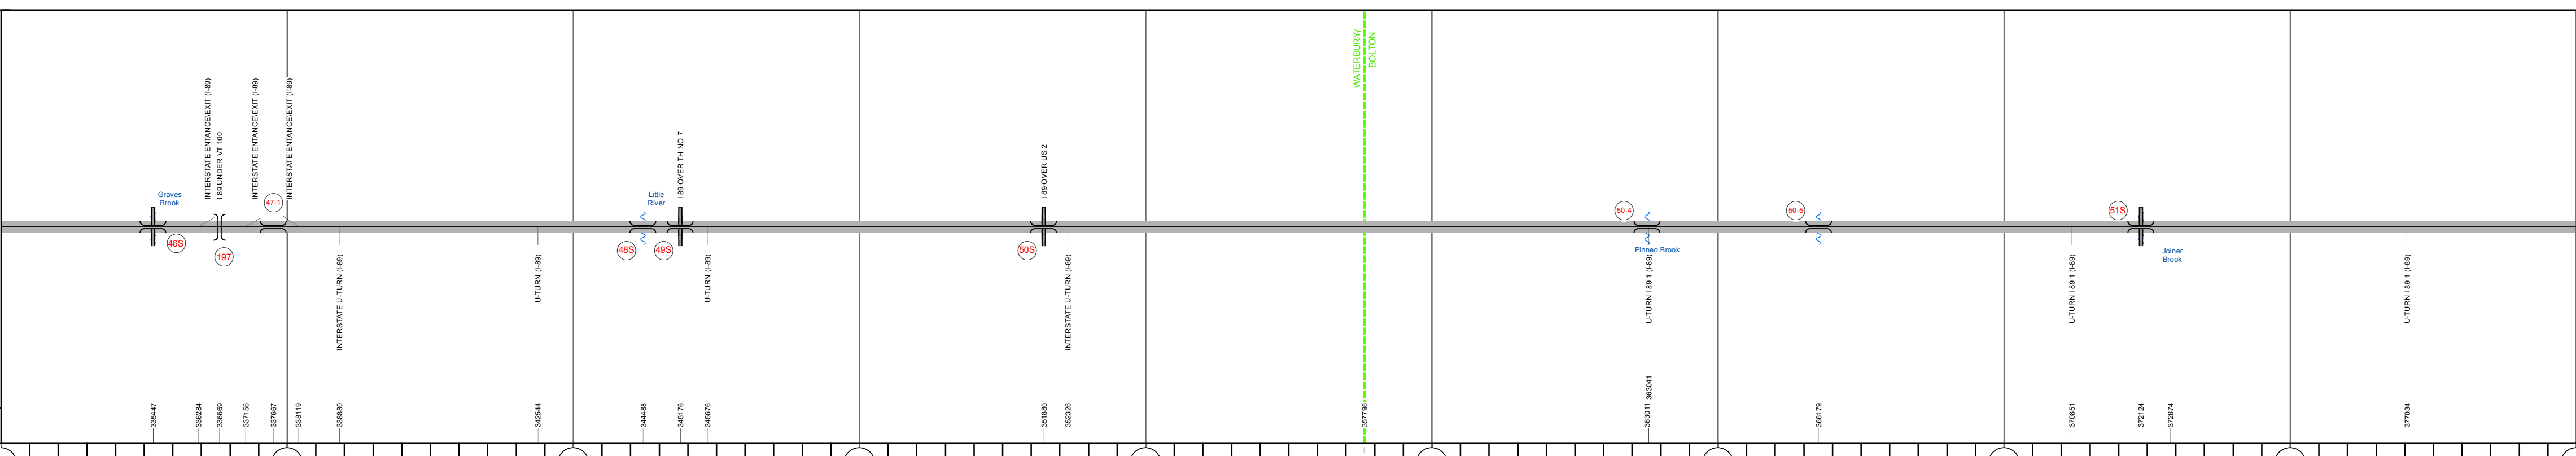 WATERBURY/
BOLTON
INTERSTATE ENTANCE\EXIT (I-89)
I 89 UNDER VT 100
INTERSTATE ENTANCE\EXIT (I-89)
INTERSTATE ENTANCE\EXIT (I-89)
I 89 OVER TH NO 7
I 89 OVER US 2
Graves
Brook
47-1
Little
River
50-4
50-5
51S
46S
197
48S
49S
50S
Pinneo Brook
Joiner
Brook
INTERSTATE U-TURN (I-89)
U-TURN (I-89)
U-TURN (I-89)
INTERSTATE U-TURN (I-89)
U-TURN I 89 1 (I-89)
U-TURN I 89 1 (I-89)
U-TURN I 89 1 (I-89)
335447
336284
336669
337156
337667
338119
338880
342544
344488
345176
345676
351880
352326
357796
363011 363041
366179
370851
372124
372674
377034